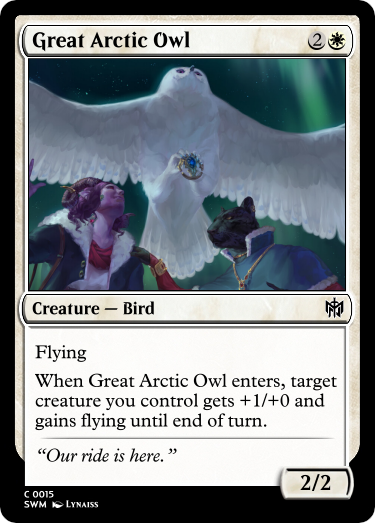 Great Arctic Owl 2
Creature — Bird
Flying
When Great Arctic Owl enters, target
creature you control gets +1/+0 and
gains flying until end of turn.
“Our ride is here.”
2/2
C 0015
SWM LYNAISS